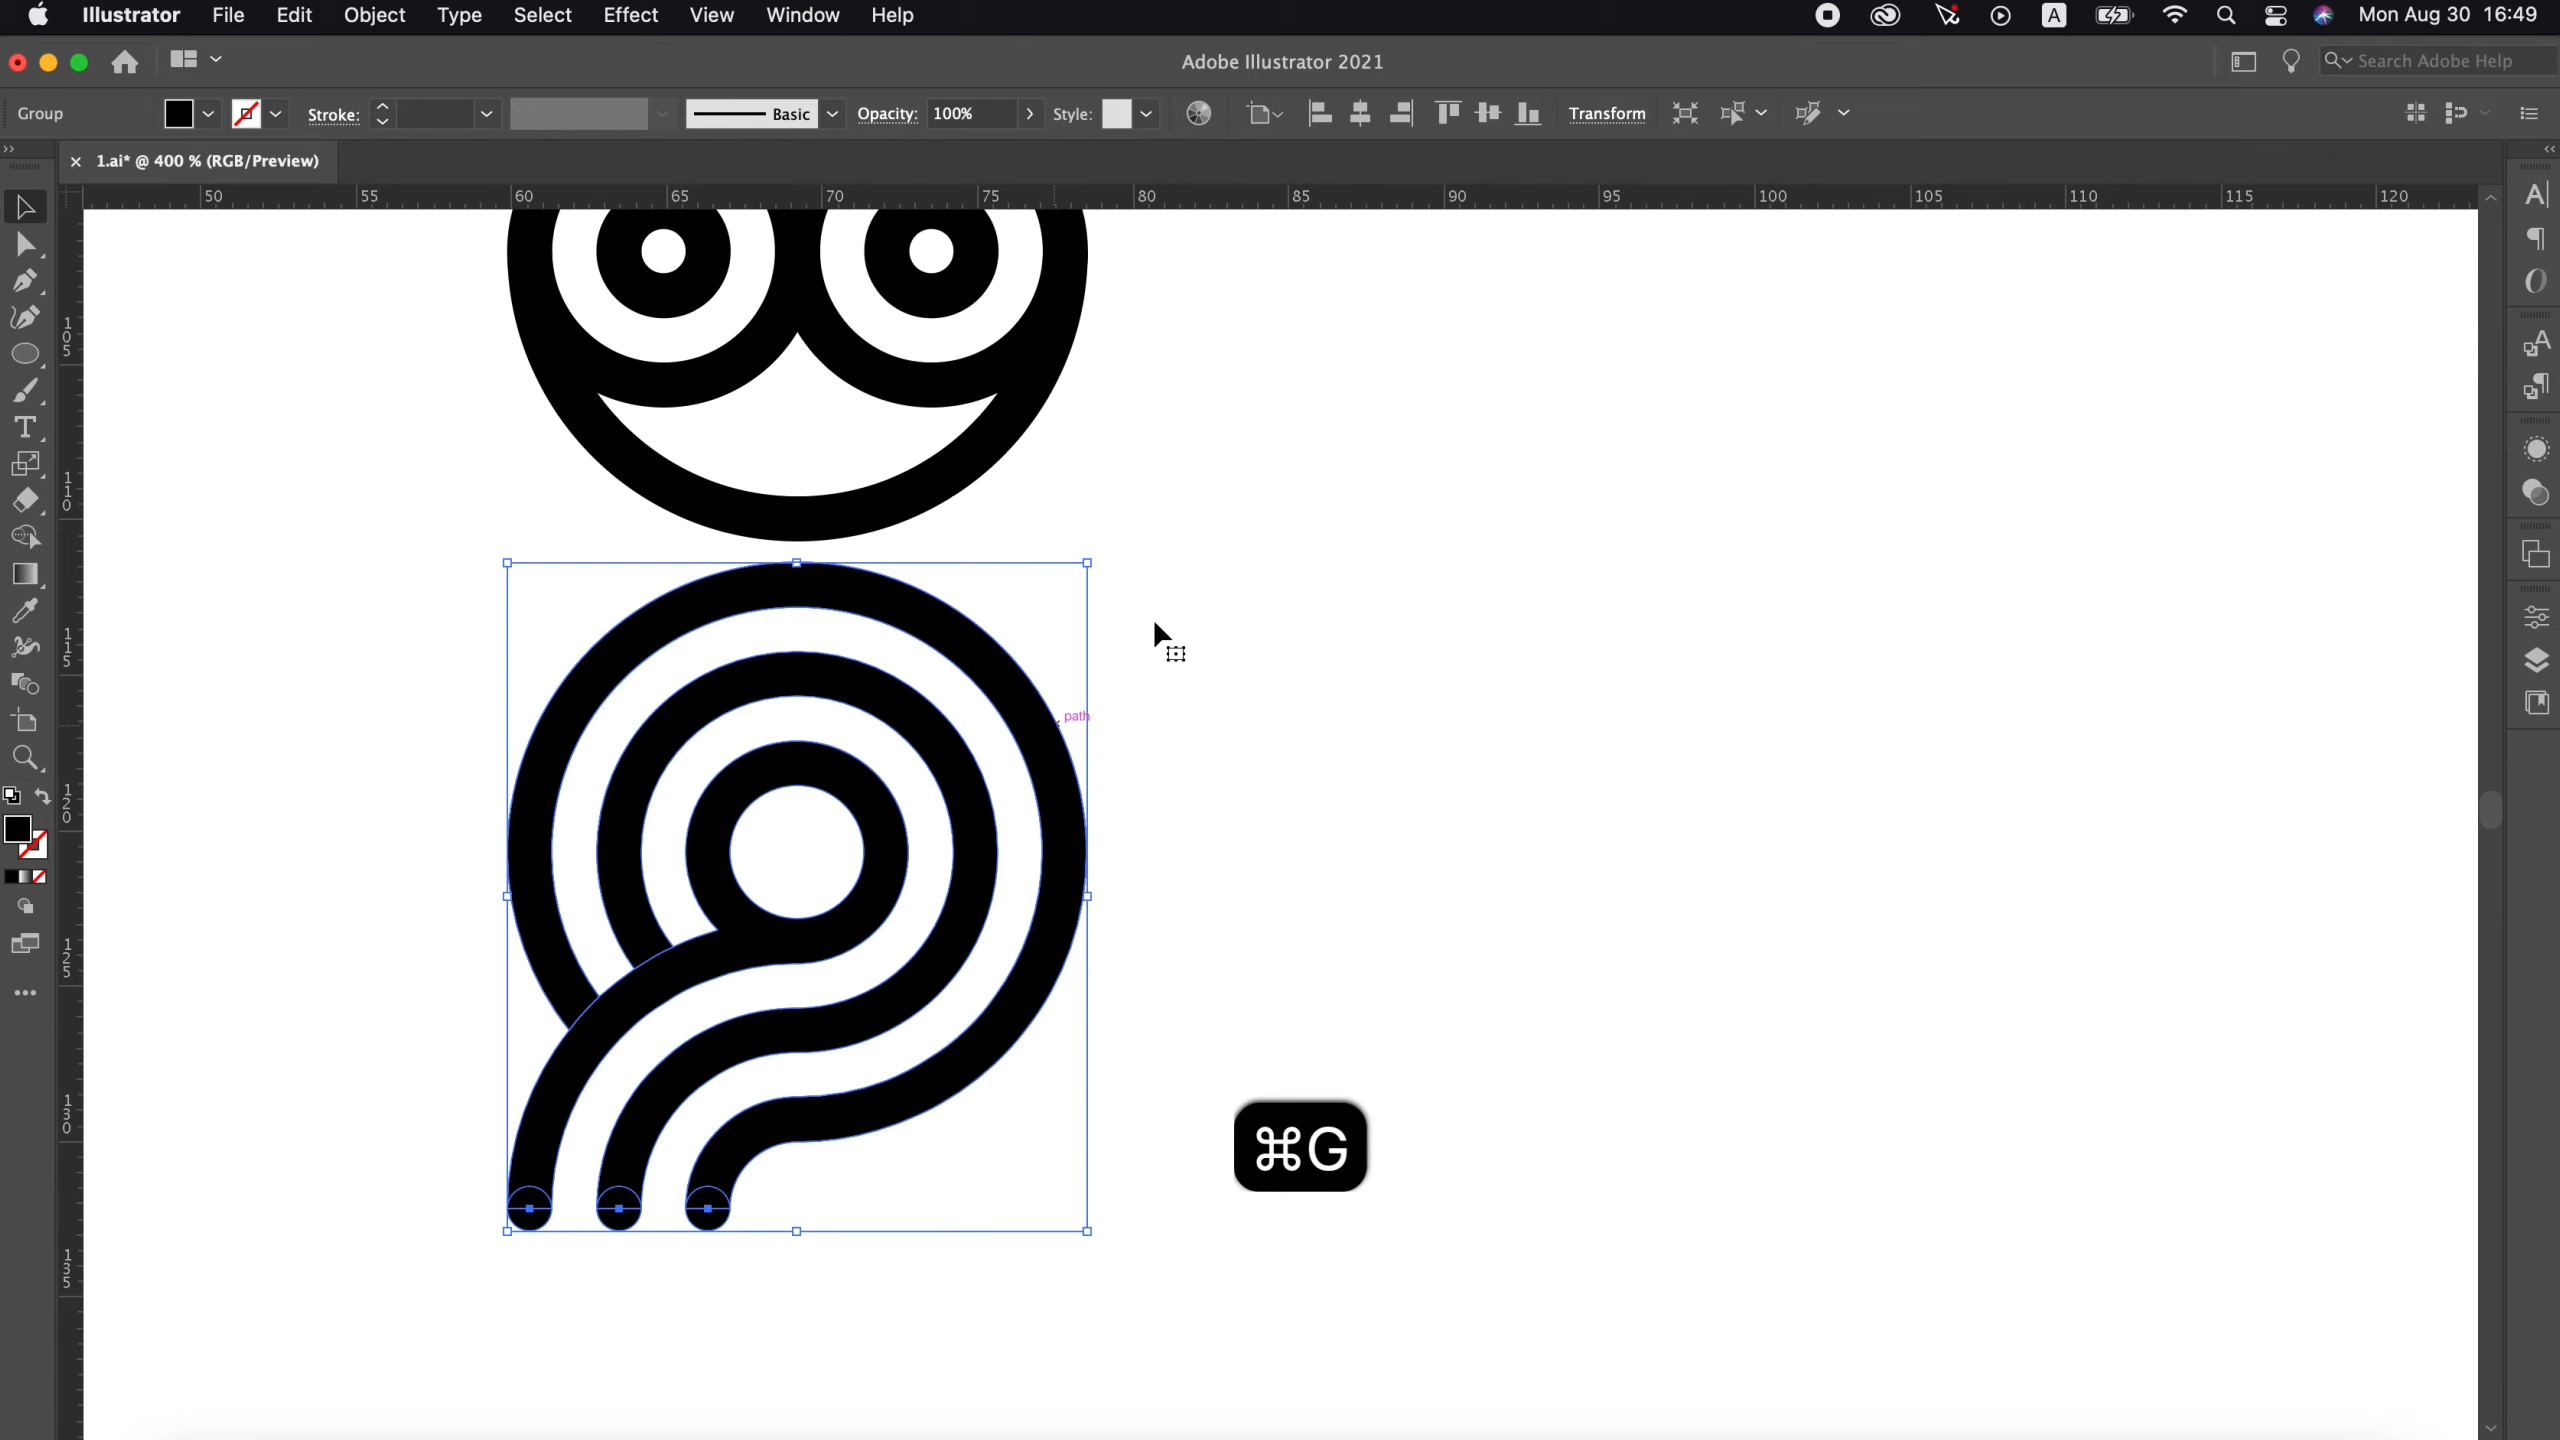 Illustrator File Edit Object Type Select Effect View Window Help A Mon Aug 30 16:49
Adobe Illustrator 2021 Search Adobe Help
Group Stroke: Basic Opacity: 100% Style: Transform
1.ai* @ 400 % (RGB/Preview)
50 55 60 65 70 75 80 85 90 95 100 105 110 115 120
105
110
115
path
120
125
130
⌘G
135